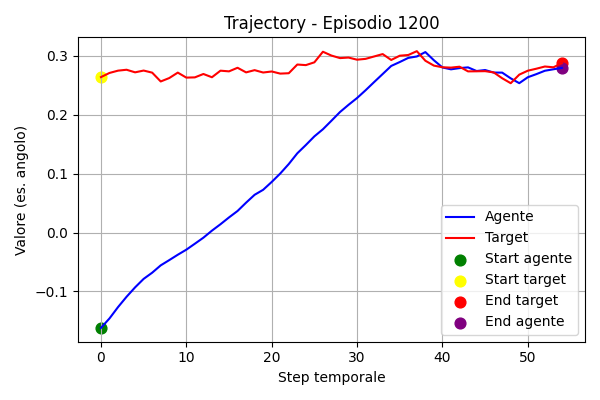 Trajectory - Episodio 1200
Valore (es. angolo)
0.3
0.2
0.1
0.0
−0.1
0
10
20
30
40
50
Step temporale
Agente
Target
Start agente
Start target
End target
End agente